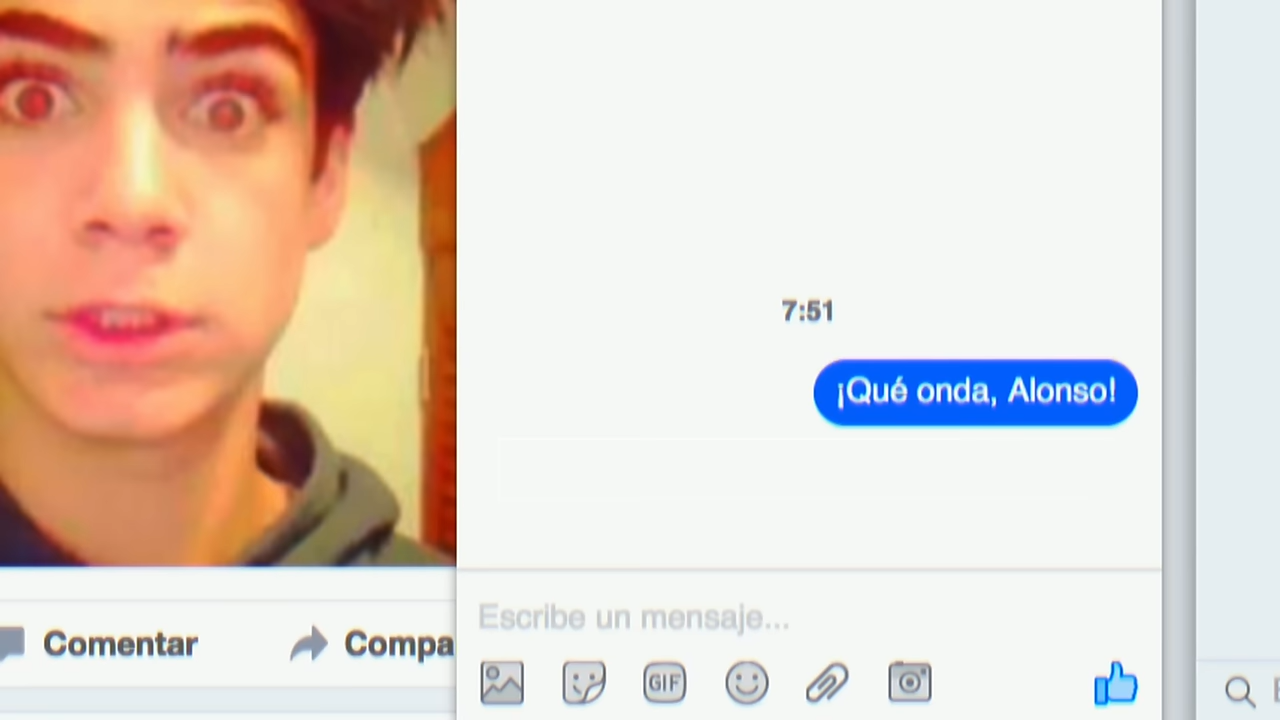 7:51
¡Qué onda, Alonso!
Escribe un mensaje...
Comentar
Compa
GIF